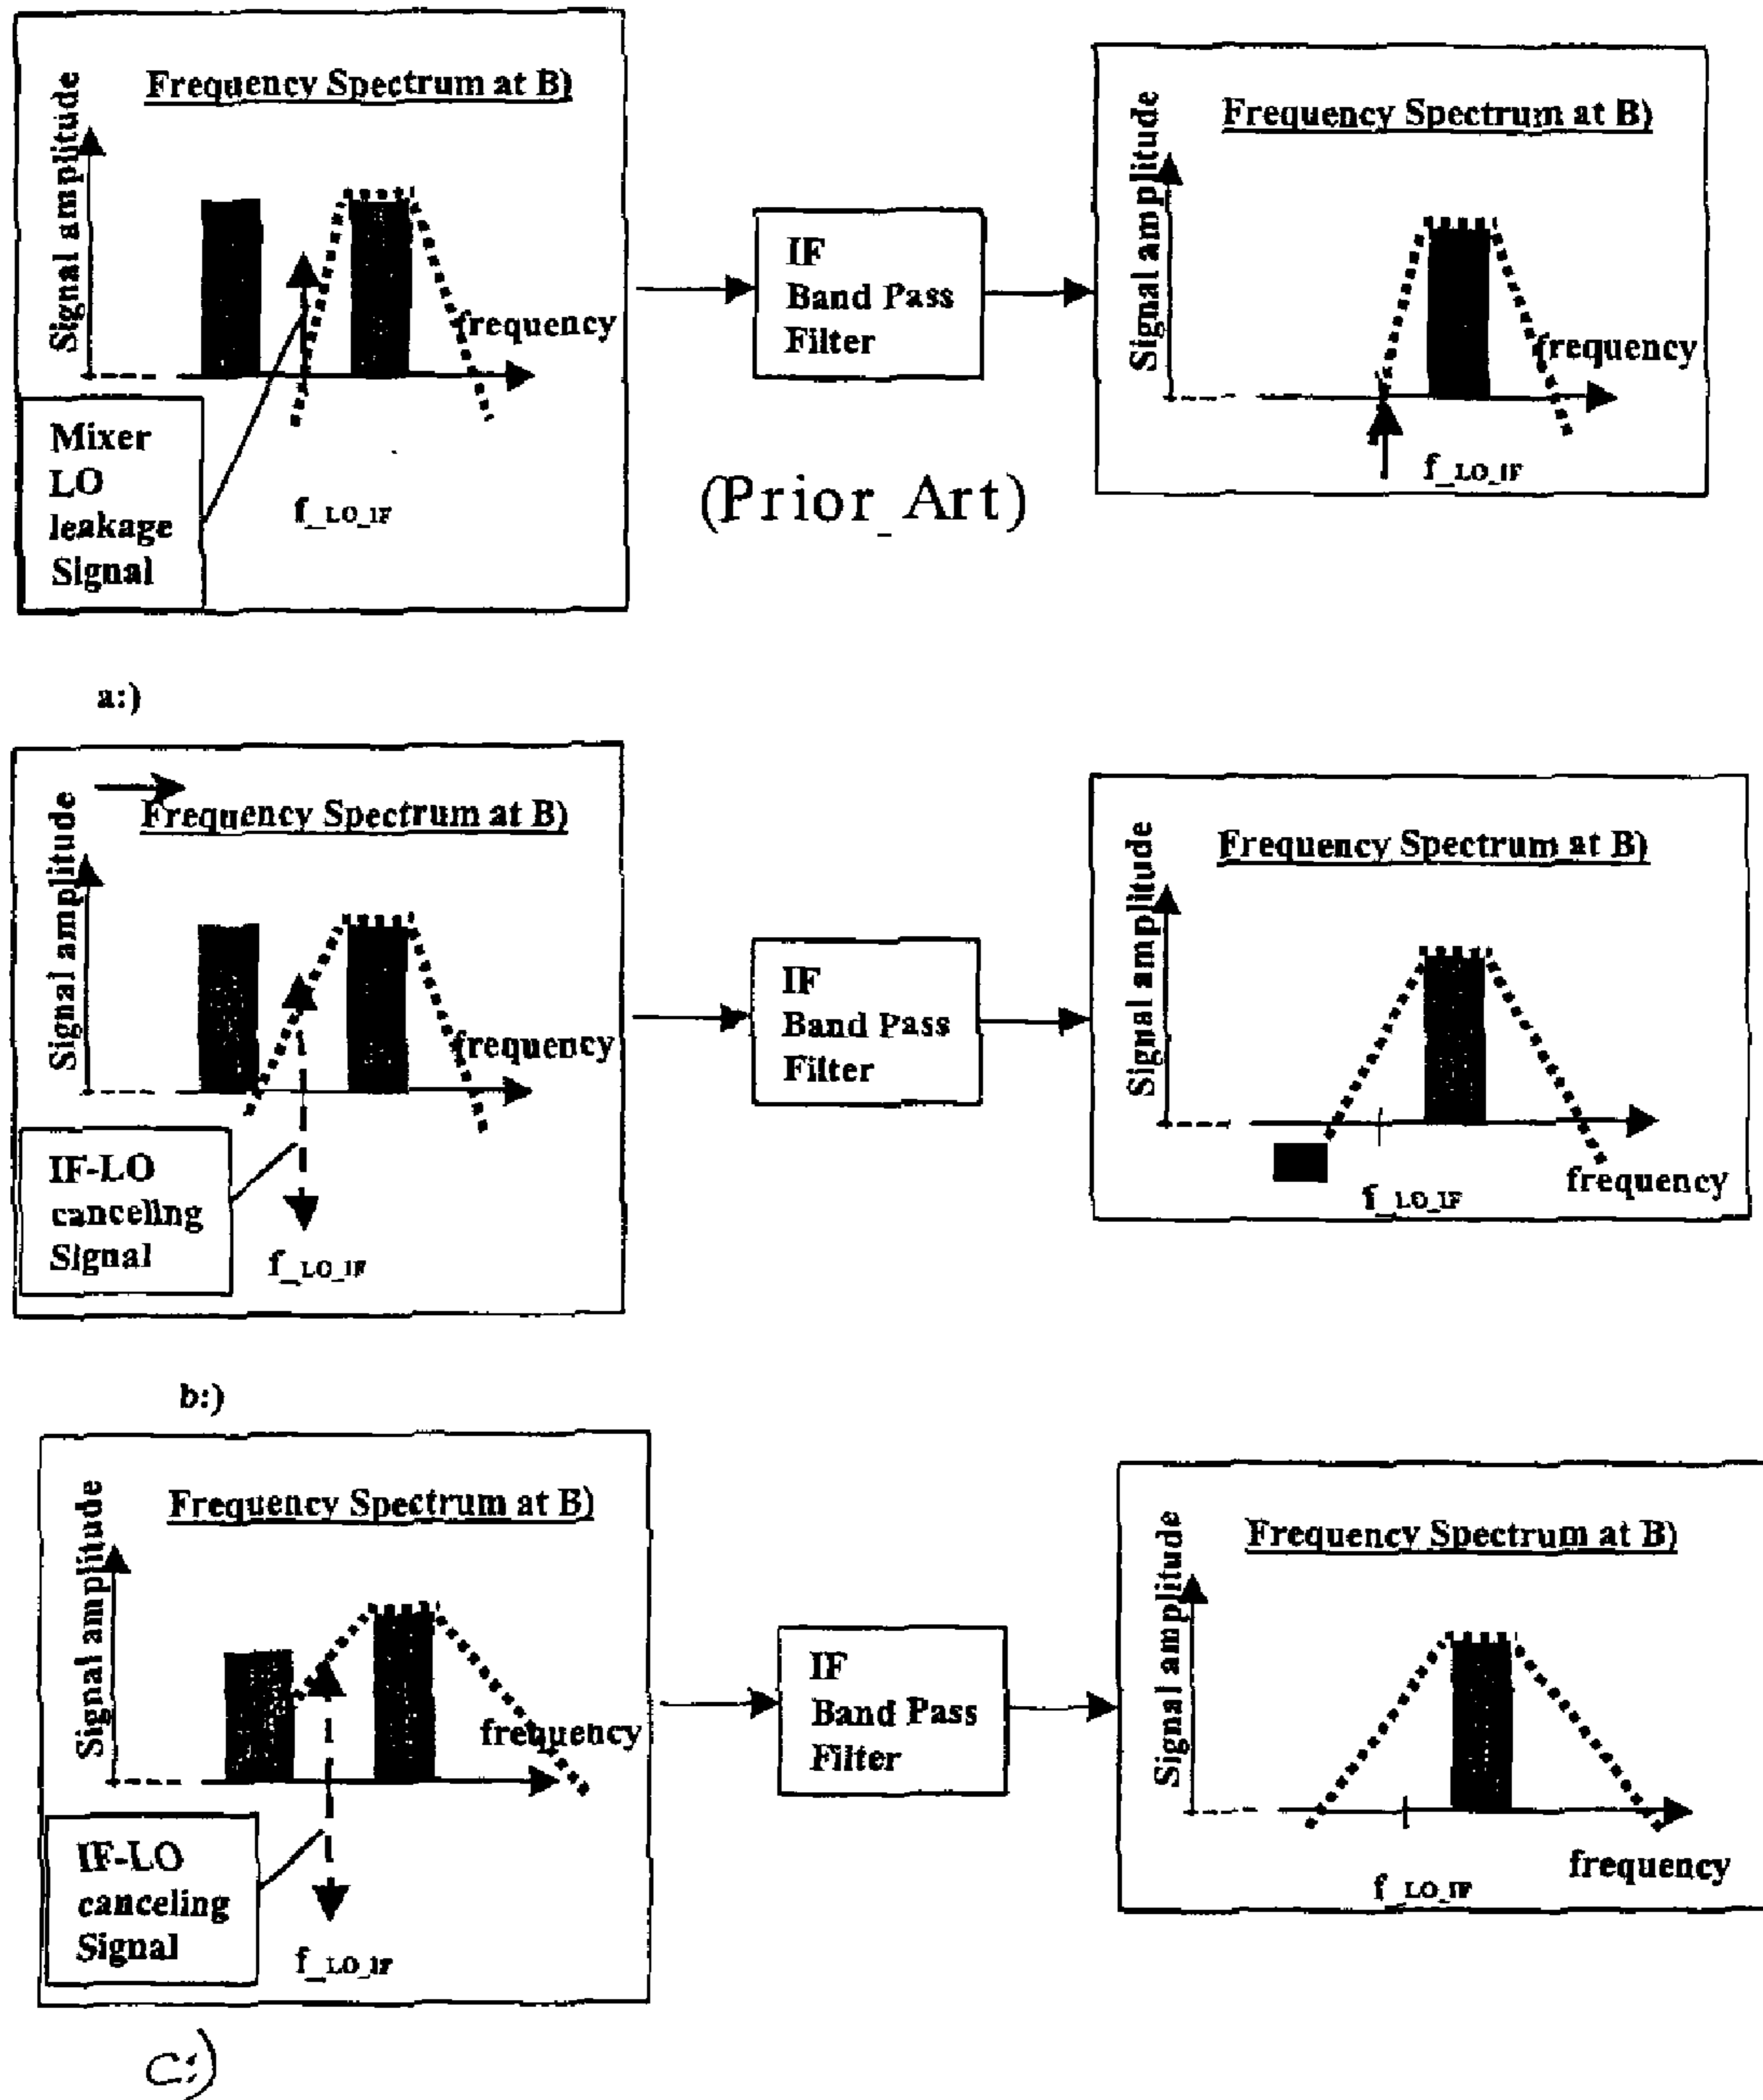 Frequency Spectrum at B)
Signal amplitude
frequency
Mixer
LO
leakage
Signal
f_LO_IF
IF
Band Pass
Filter
(Prior_Art)
Frequency Spectrum at B)
Signal amplitude
frequency
f_LO_IF
a:)
Frequency Spectrum at B)
Signal amplitude
frequency
IF-LO
canceling
Signal
f_LO_IF
IF
Band Pass
Filter
Frequency Spectrum at B)
Signal amplitude
frequency
f_LO_IF
b:)
Frequency Spectrum at B)
Signal amplitude
frequency
IF-LO
canceling
Signal
f_LO_IF
IF
Band Pass
Filter
Frequency Spectrum at B)
Signal amplitude
frequency
f_LO_IF
c:)